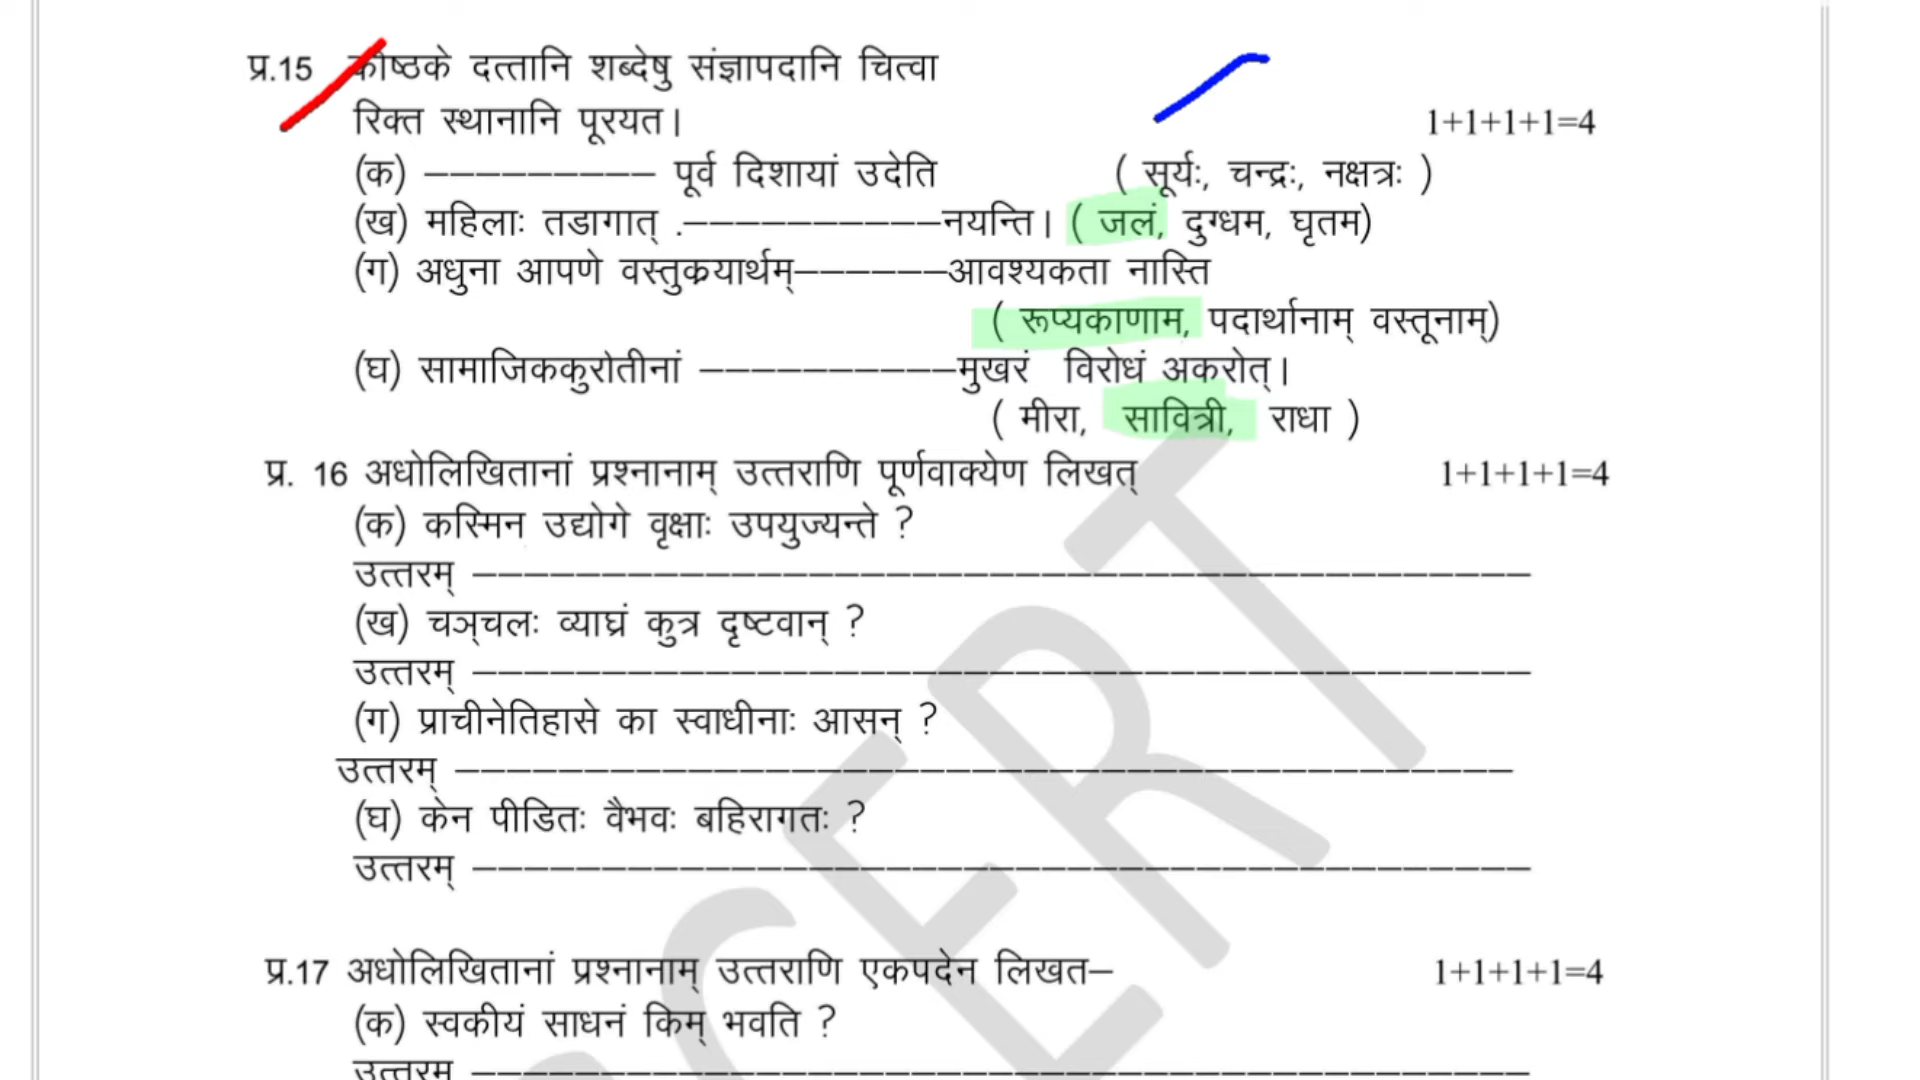 प्र.15 कोष्ठके दत्तानि शब्देषु संज्ञापदानि चित्वा
रिक्त स्थानानि पूरयत। 1+1+1+1=4
(क) ————————— पूर्व दिशायां उदेति ( सूर्यः, चन्द्रः, नक्षत्रः )
(ख) महिलाः तडागात् .——————————नयन्ति। ( जलं, दुग्धम, घृतम)
(ग) अधुना आपणे वस्तुक्रयार्थम्——————आवश्यकता नास्ति
( रूप्यकाणाम, पदार्थानाम् वस्तूनाम्)
(घ) सामाजिककुरोतीनां ——————————मुखरं विरोधं अकरोत्।
( मीरा, सावित्री, राधा )
प्र. 16 अधोलिखितानां प्रश्नानाम् उत्तराणि पूर्णवाक्येण लिखत् 1+1+1+1=4
(क) कस्मिन उद्योगे वृक्षाः उपयुज्यन्ते ?
उत्तरम् —————————————————————————————————————————
(ख) चञ्चलः व्याघ्रं कुत्र दृष्टवान् ?
उत्तरम् —————————————————————————————————————————
(ग) प्राचीनेतिहासे का स्वाधीनाः आसन् ?
उत्तरम् —————————————————————————————————————————
(घ) केन पीडितः वैभवः बहिरागतः ?
उत्तरम् —————————————————————————————————————————
प्र.17 अधोलिखितानां प्रश्नानाम् उत्तराणि एकपदेन लिखत– 1+1+1+1=4
(क) स्वकीयं साधनं किम् भवति ?
उत्तरम् —————————————————————————————————————————
CERT